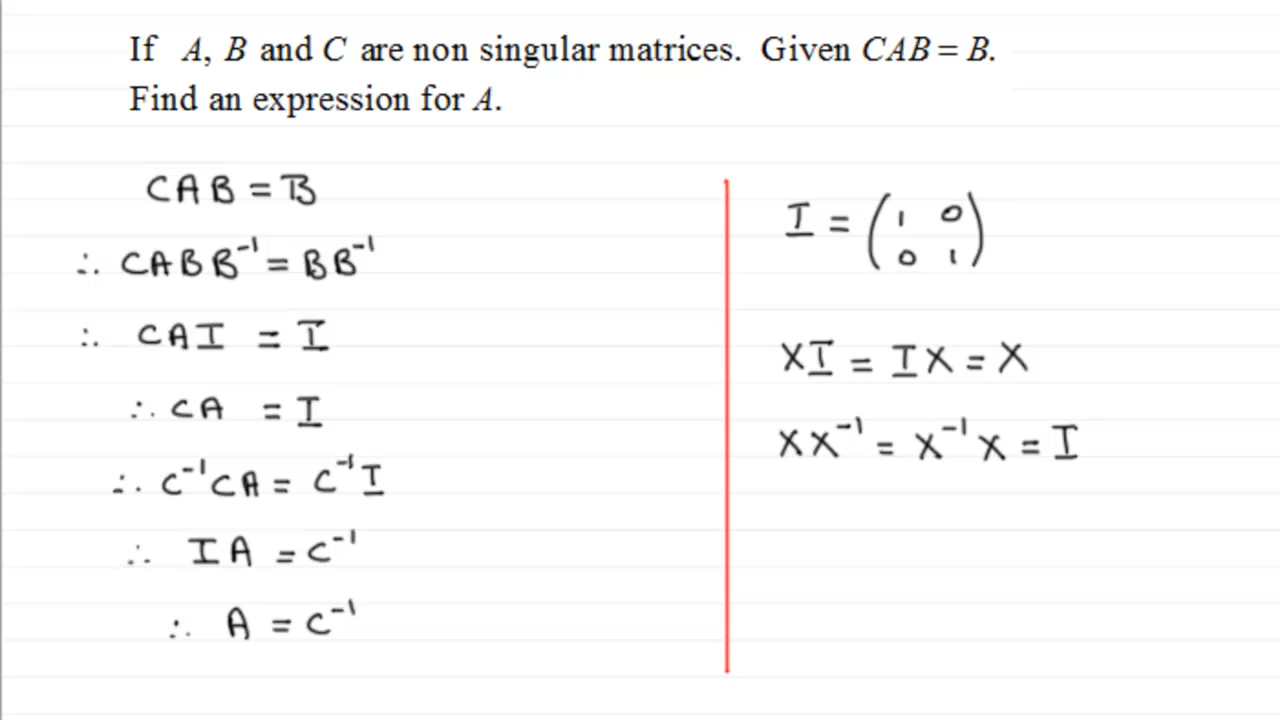 If A, B and C are non singular matrices. Given CAB = B.
Find an expression for A.
CAB = B
∴ CABB⁻¹ = BB⁻¹
∴ CAI = I
∴ CA = I
∴ C⁻¹CA = C⁻¹I
∴ IA = C⁻¹
∴ A = C⁻¹
I = (1 0
0 1)
XI = IX = X
XX⁻¹ = X⁻¹X = I